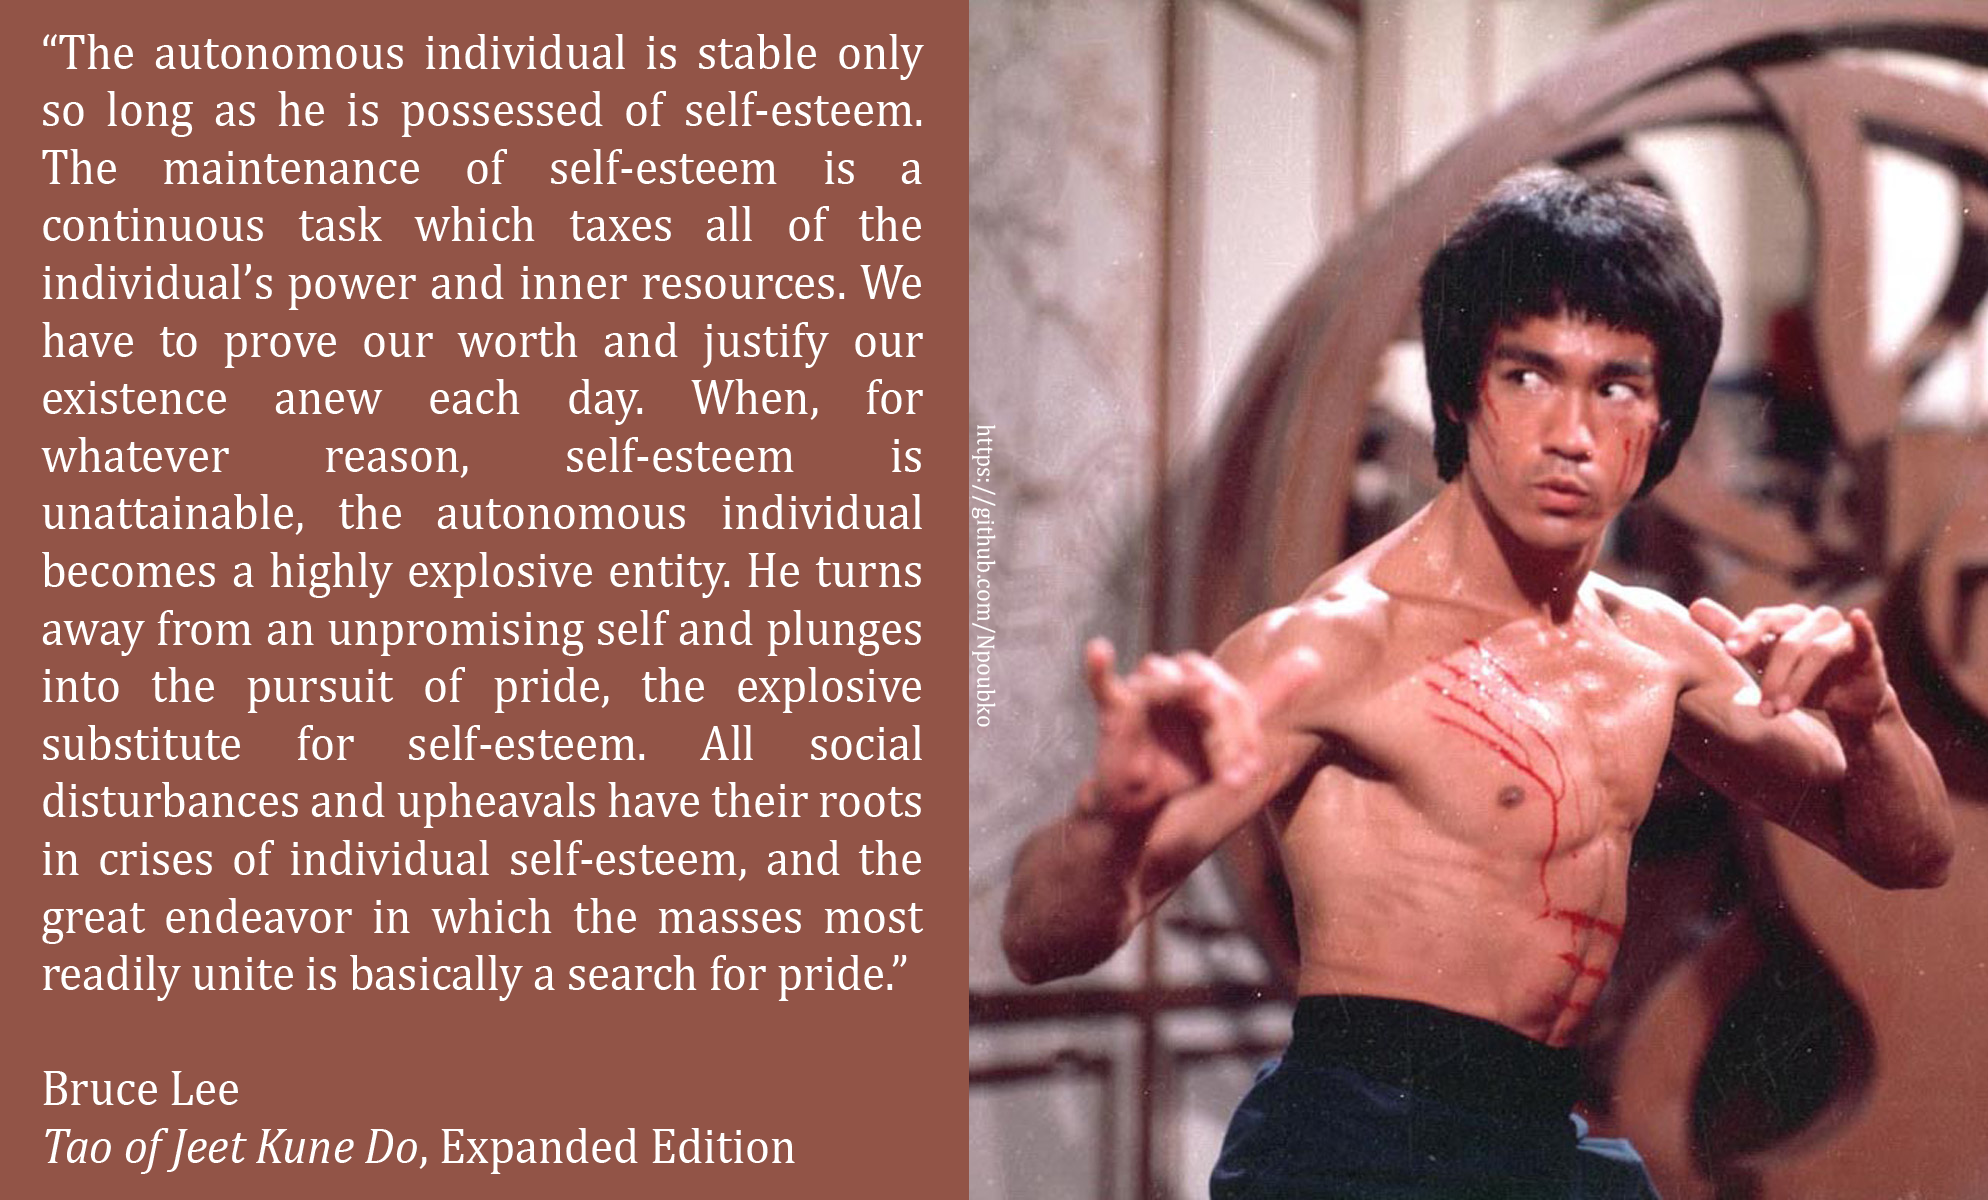 “The autonomous individual is stable only
so long as he is possessed of self-esteem.
The maintenance of self-esteem is a
continuous task which taxes all of the
individual’s power and inner resources. We
have to prove our worth and justify our
existence anew each day. When, for
whatever reason, self-esteem is
unattainable, the autonomous individual
becomes a highly explosive entity. He turns
away from an unpromising self and plunges
into the pursuit of pride, the explosive
substitute for self-esteem. All social
disturbances and upheavals have their roots
in crises of individual self-esteem, and the
great endeavor in which the masses most
readily unite is basically a search for pride.”
Bruce Lee
Tao of Jeet Kune Do, Expanded Edition
https://github.com/Npoubko